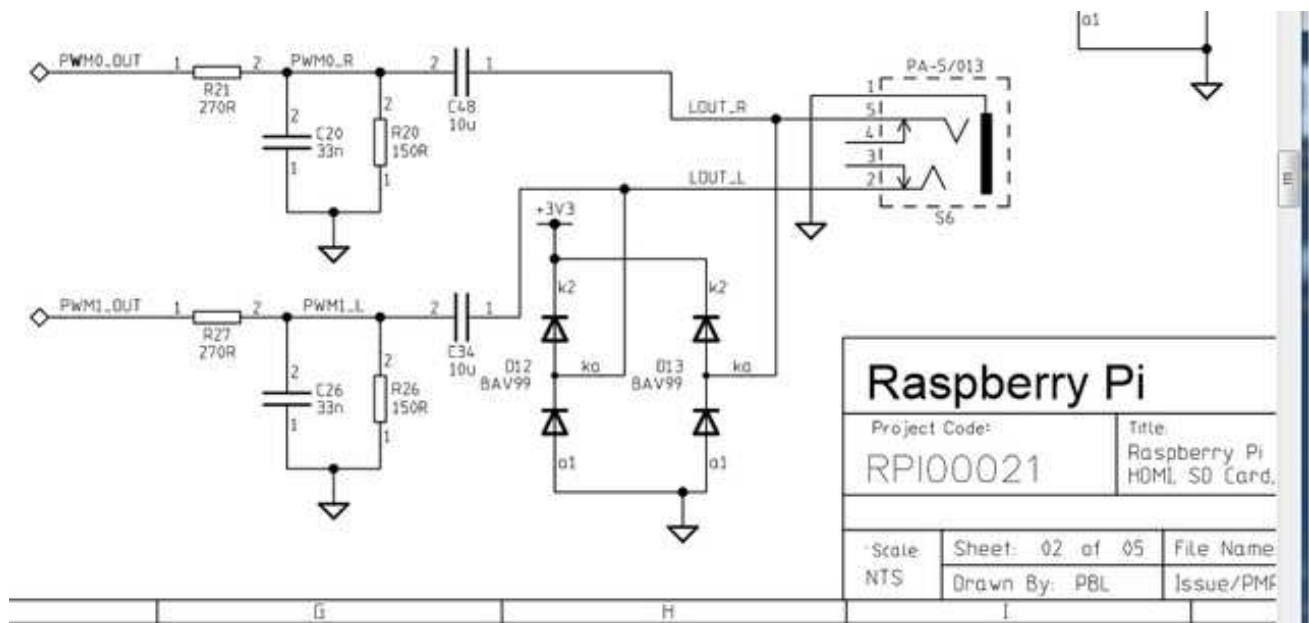 a1
PWM0_OUT 1 2 PWM0_R 2 1
R21
270R
C48
10u
2
C20
33n
1
2
R20
150R
1
PA-5/013
1
5
4
3
2
S6
LOUT_R
LOUT_L
+3V3
PWM1_OUT 1 2 PWM1_L 2 1
R27
270R
C34
10u
2
C26
33n
1
2
R26
150R
1
k2
k2
D12
BAV99
ka
D13
BAV99
ka
a1
a1
Raspberry Pi
Project Code:
RPI00021
Title
Raspberry Pi
HDMI, SD Card,
Scale
NTS
Sheet: 02 of 05
File Name
Drawn By: PBL
Issue/PMP
G H I
m